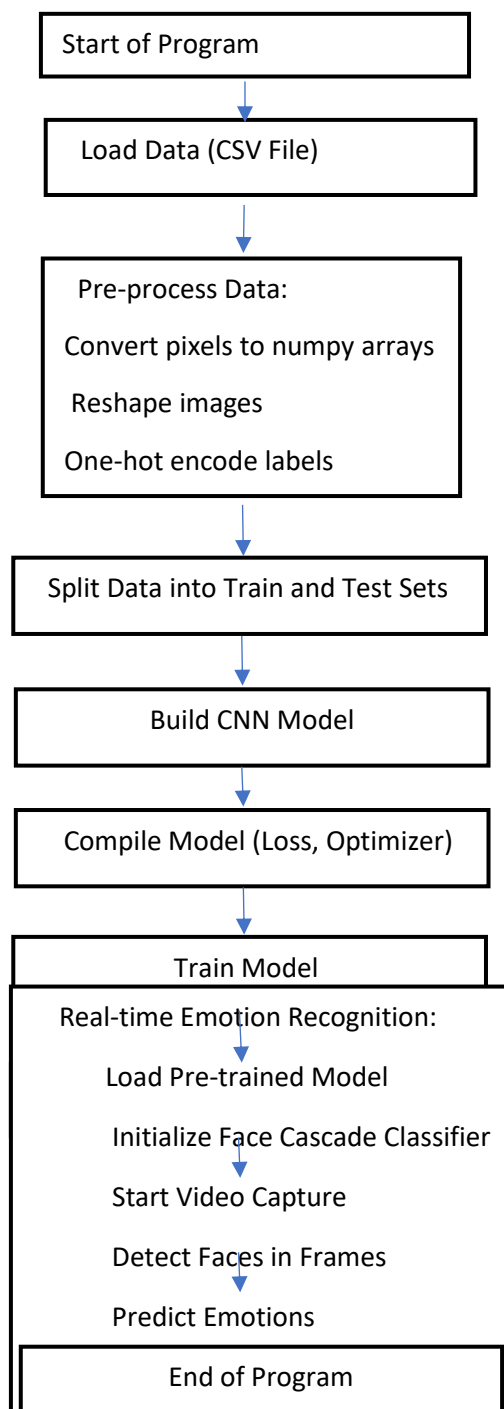 Start of Program
Load Data (CSV File)
Pre-process Data:
Convert pixels to numpy arrays
Reshape images
One-hot encode labels
Split Data into Train and Test Sets
Build CNN Model
Compile Model (Loss, Optimizer)
Train Model
Real-time Emotion Recognition:
Load Pre-trained Model
Initialize Face Cascade Classifier
Start Video Capture
Detect Faces in Frames
Predict Emotions
End of Program